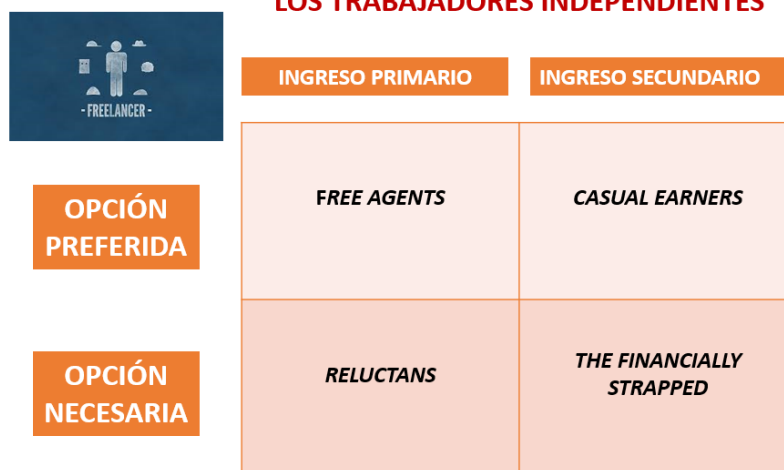 LOS TRABAJADORES INDEPENDIENTES
- FREELANCER -
INGRESO PRIMARIO
INGRESO SECUNDARIO
OPCIÓN
PREFERIDA
FREE AGENTS
CASUAL EARNERS
OPCIÓN
NECESARIA
RELUCTANS
THE FINANCIALLY
STRAPPED